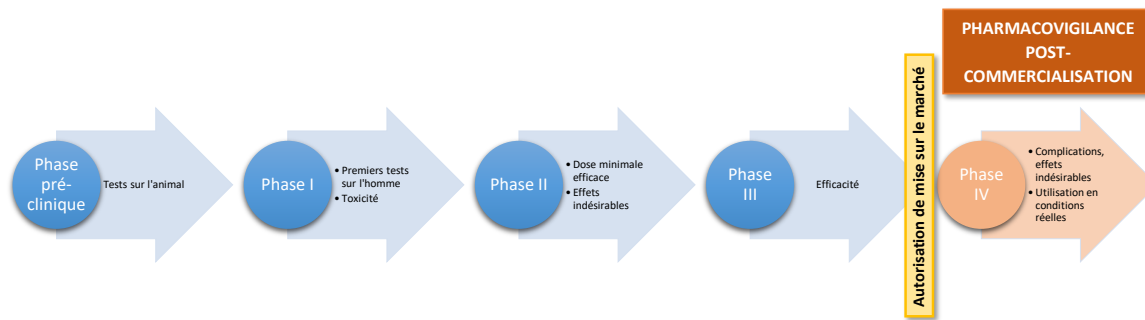 Phase
pré-
clinique
Tests sur l'animal
Phase I
• Premiers tests
sur l'homme
• Toxicité
Phase II
• Dose minimale
efficace
• Effets
indésirables
Phase
III
Efficacité
Autorisation de mise sur le marché
PHARMACOVIGILANCE
POST-
COMMERCIALISATION
Phase
IV
• Complications,
effets
indésirables
• Utilisation en
conditions
réelles